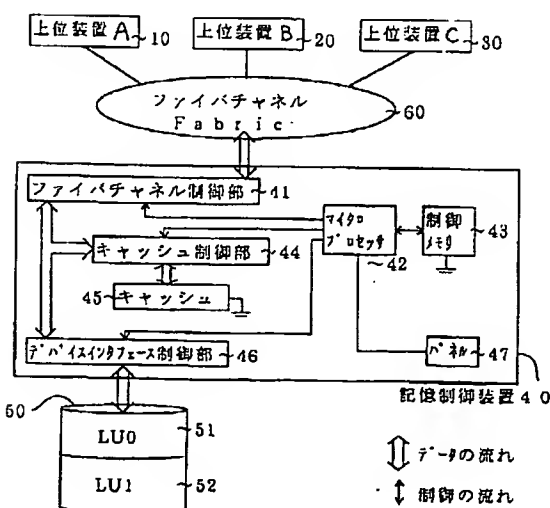 上位装置A
10
上位装置B
20
上位装置C
30
ファイバチャネル
Fabric
60
ファイバチャネル制御部
41
マイクロ
プロセッサ
42
制御
メモリ
43
キャッシュ制御部
44
45
キャッシュ
デバイスインタフェース制御部
46
パネル
47
記憶制御装置40
50
LU0
51
LU1
52
データの流れ
制御の流れ